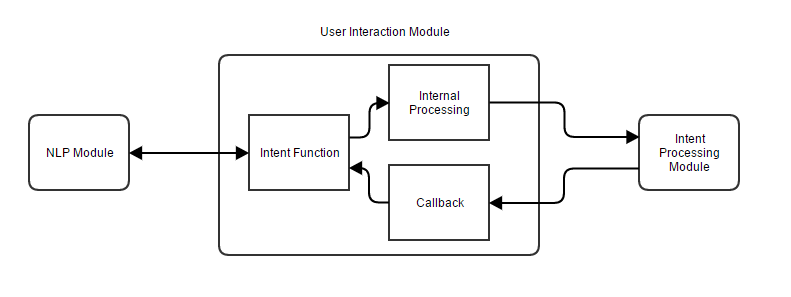 User Interaction Module
NLP Module
Intent Function
Internal
Processing
Callback
Intent
Processing
Module